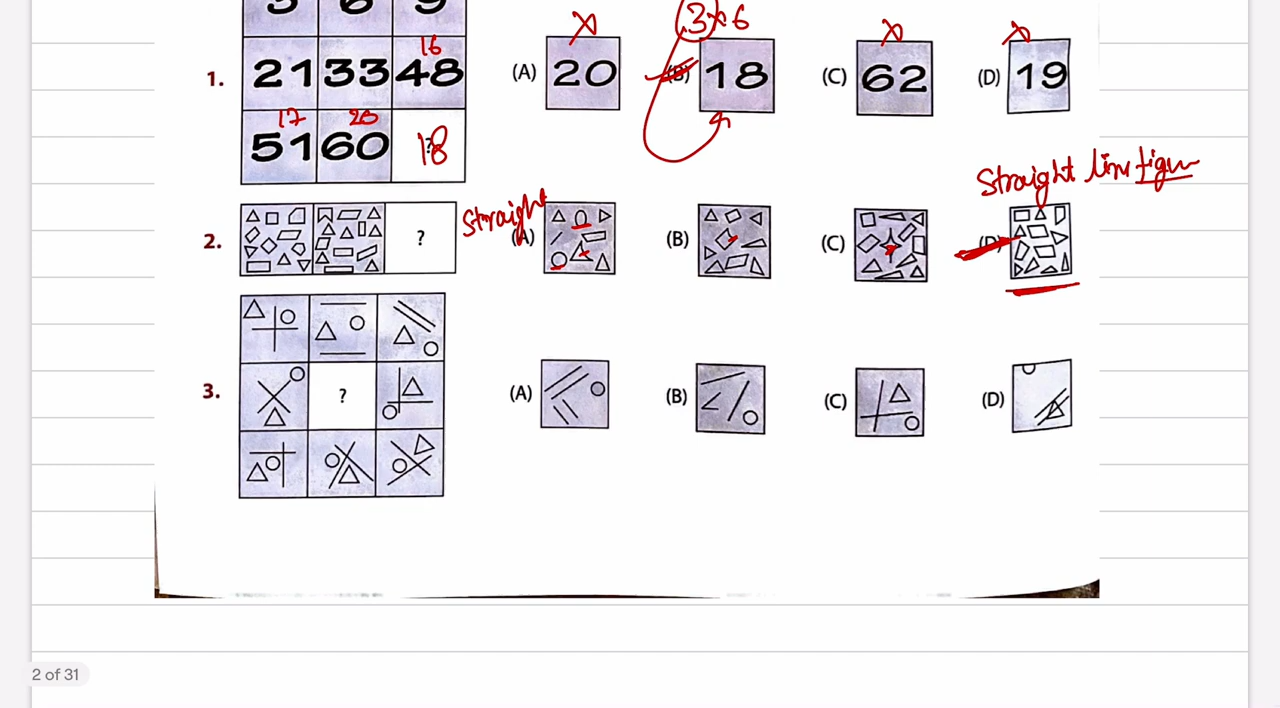 3 6 9
3 x 6
1. 21 33 48 16 (A) 20 (B) 18 (C) 62 (D) 19
51 17 60 20 ? 18
Straight line figure
2. ? Straight (A) (B) (C) (D)
3. ? (A) (B) (C) (D)
2 of 31